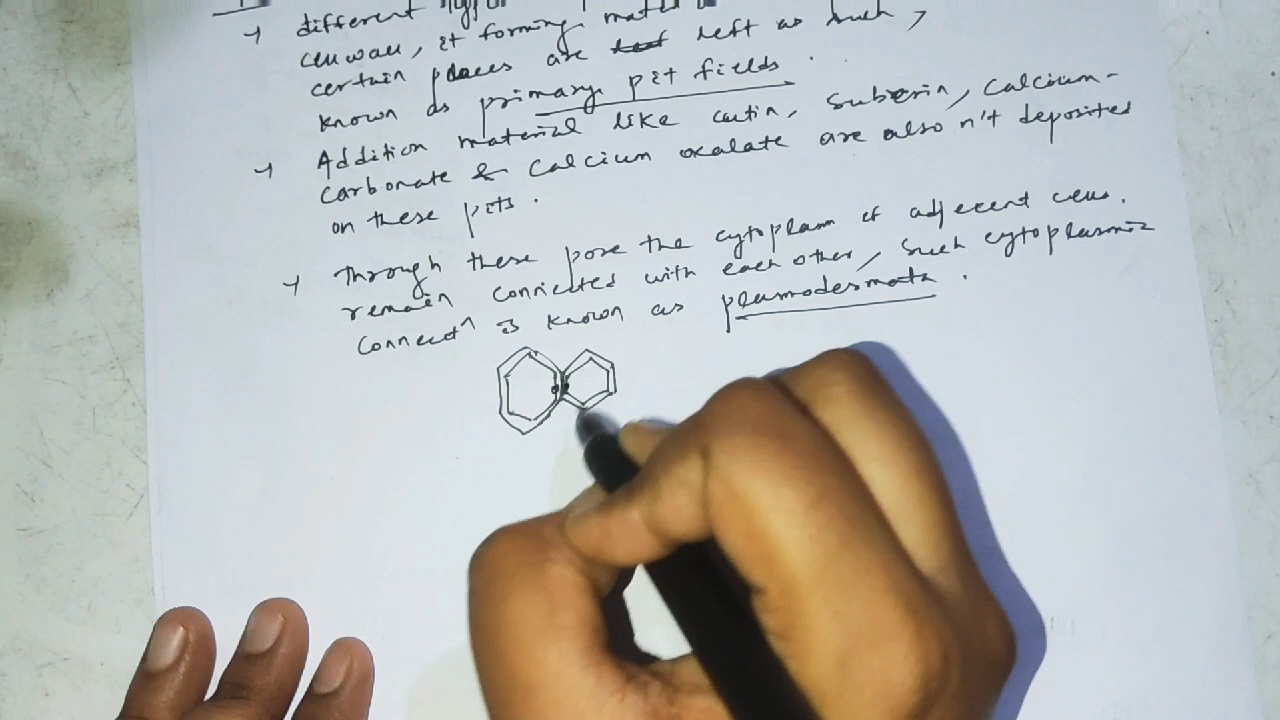 → different
cell wall, it forming matter
certain places are left as such,
known as primary pit fields.
→ Addition material like cutin, suberin, calcium-
carbonate & calcium oxalate are also n't deposited
on these pits.
→ Through these pore the cytoplasm of adjecent cells.
remain connected with each other, such cytoplasmic
connectⁿ is known as plasmodesmata.